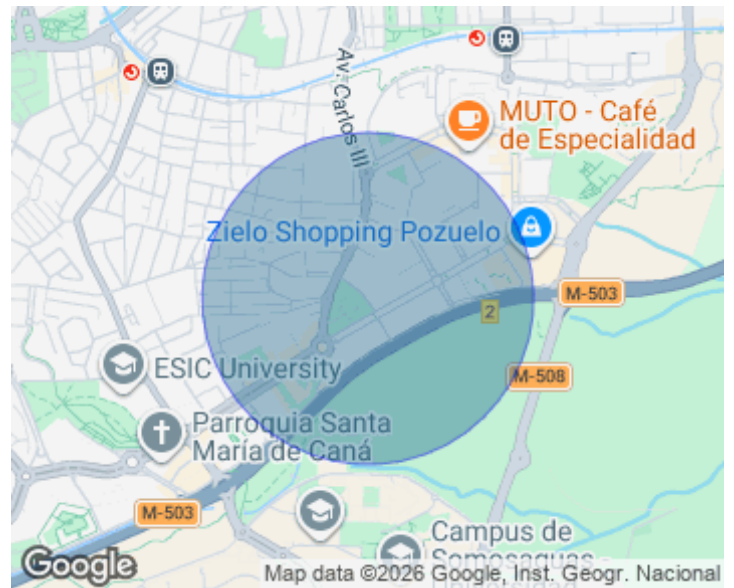 Av. Carlos III
MUTO - Café
de Especialidad
Zielo Shopping Pozuelo
M-503
2
M-508
ESIC University
Parroquia Santa
María de Caná
M-503
Campus de
Somosaguas -
Google
Map data ©2026 Google, Inst. Geogr. Nacional